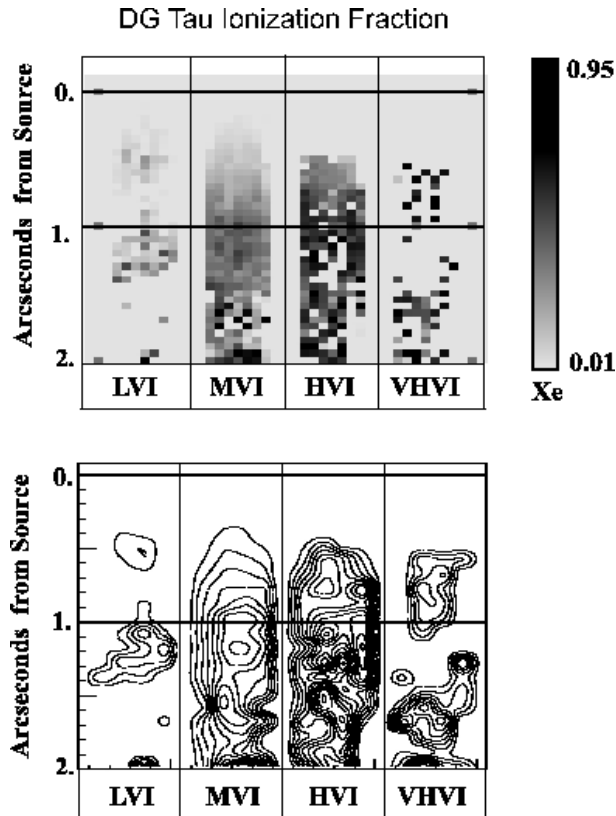 DG Tau Ionization Fraction
0.95
0.
Arcseconds from Source
1.
2.
0.01
LVI MVI HVI VHVI
Xe
0.
Arcseconds from Source
1.
2.
LVI MVI HVI VHVI